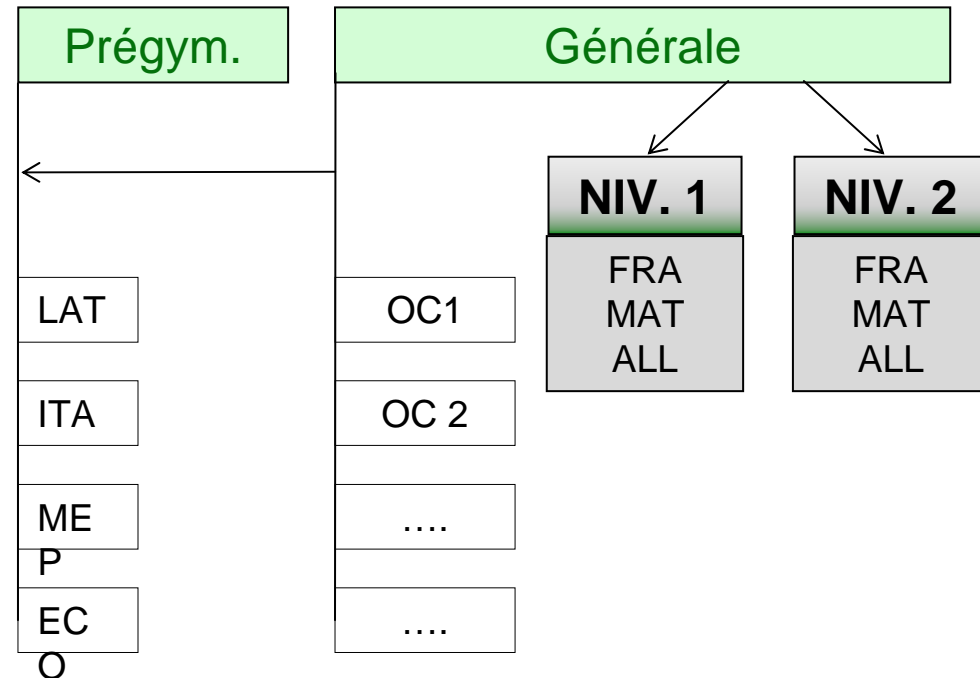 Prégym.
Générale
NIV. 1
NIV. 2
FRA
MAT
ALL
FRA
MAT
ALL
LAT
OC1
ITA
OC 2
ME
P
….
EC
O
….